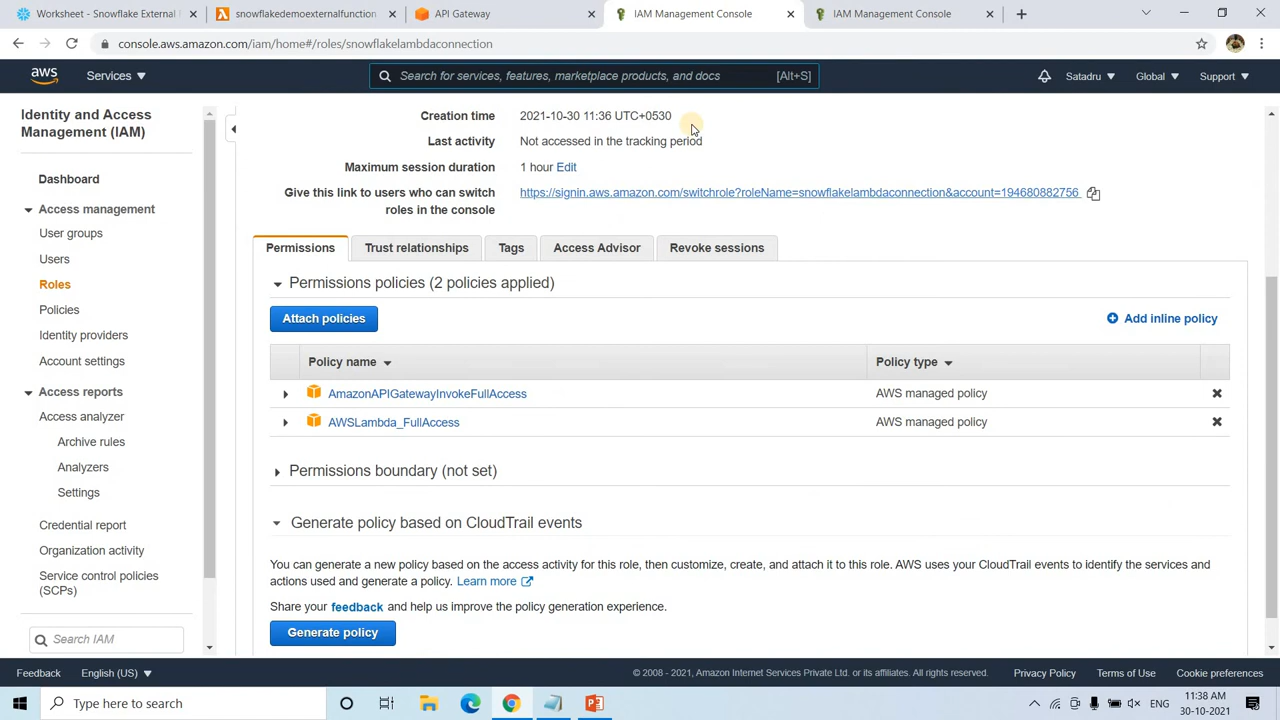 Worksheet - Snowflake External
snowflakedemoexternalfunction
API Gateway
IAM Management Console
IAM Management Console
console.aws.amazon.com/iam/home#/roles/snowflakelambdaconnection
aws
Services
Search for services, features, marketplace products, and docs
[Alt+S]
Satadru
Global
Support
Identity and Access
Management (IAM)
Dashboard
Access management
User groups
Users
Roles
Policies
Identity providers
Account settings
Access reports
Access analyzer
Archive rules
Analyzers
Settings
Credential report
Organization activity
Service control policies
(SCPs)
Search IAM
Creation time 2021-10-30 11:36 UTC+0530
Last activity Not accessed in the tracking period
Maximum session duration 1 hour Edit
Give this link to users who can switch https://signin.aws.amazon.com/switchrole?roleName=snowflakelambdaconnection&account=194680882756
roles in the console
Permissions
Trust relationships
Tags
Access Advisor
Revoke sessions
Permissions policies (2 policies applied)
Attach policies
Add inline policy
Policy name
Policy type
AmazonAPIGatewayInvokeFullAccess AWS managed policy
AWSLambda_FullAccess AWS managed policy
Permissions boundary (not set)
Generate policy based on CloudTrail events
You can generate a new policy based on the access activity for this role, then customize, create, and attach it to this role. AWS uses your CloudTrail events to identify the services and
actions used and generate a policy. Learn more
Share your feedback and help us improve the policy generation experience.
Generate policy
Feedback
English (US)
© 2008 - 2021, Amazon Internet Services Private Ltd. or its affiliates. All rights reserved.
Privacy Policy
Terms of Use
Cookie preferences
Type here to search
ENG
11:38 AM
30-10-2021